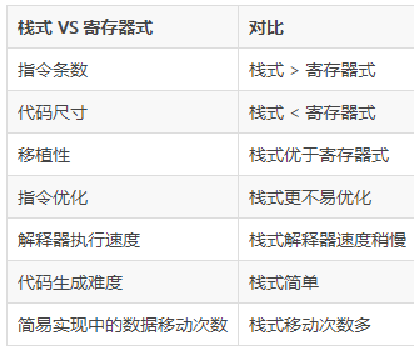 栈式 VS 寄存器式 对比
指令条数 栈式 > 寄存器式
代码尺寸 栈式 < 寄存器式
移植性 栈式优于寄存器式
指令优化 栈式更不易优化
解释器执行速度 栈式解释器速度稍慢
代码生成难度 栈式简单
简易实现中的数据移动次数 栈式移动次数多